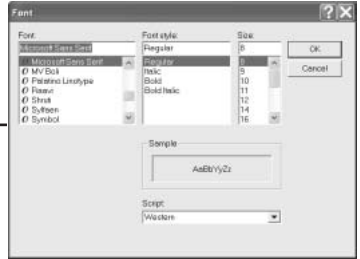 Font
Font: Font style: Size:
Microsoft Sans Serif Regular 8 OK
Microsoft Sans Serif Regular 8 Cancel
MV Boli Italic 9
Palatino Linotype Bold 10
Raavi Bold Italic 11
Shruti 12
Sylfaen 14
Symbol 16
Sample
AaBbYyZz
Script:
Western